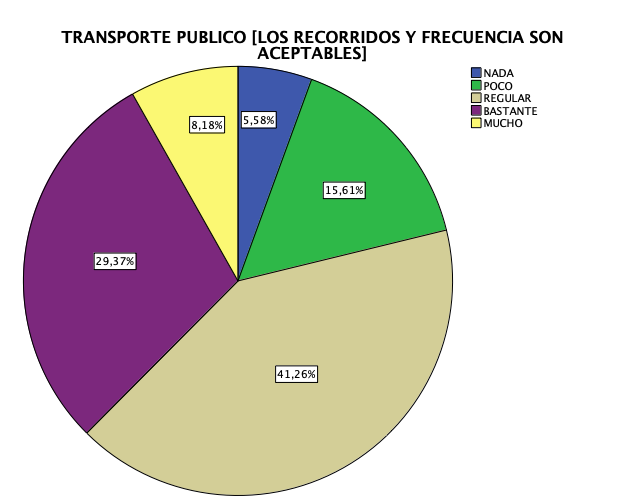 TRANSPORTE PUBLICO [LOS RECORRIDOS Y FRECUENCIA SON
ACEPTABLES]
NADA
POCO
REGULAR
BASTANTE
MUCHO
8,18%
5,58%
15,61%
29,37%
41,26%